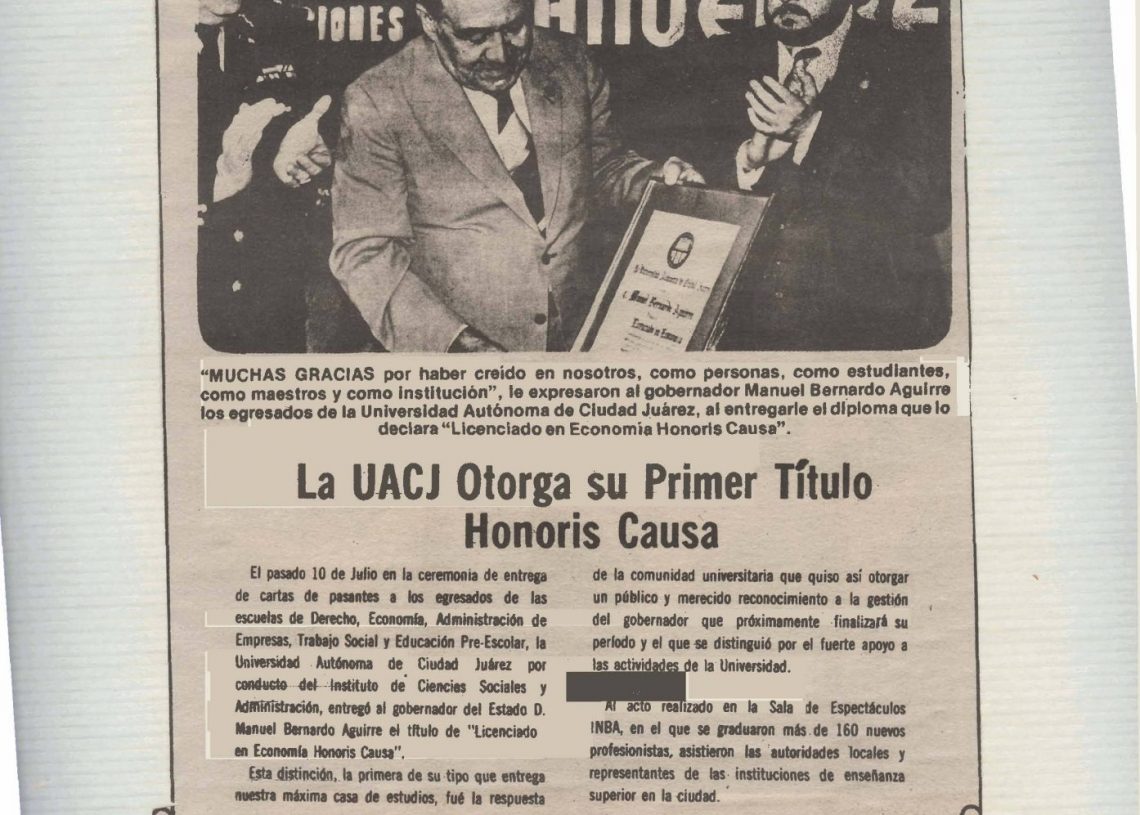 IONES
"MUCHAS GRACIAS por haber creído en nosotros, como personas, como estudiantes,
como maestros y como institución", le expresaron al gobernador Manuel Bernardo Aguirre
los egresados de la Universidad Autónoma de Ciudad Juárez, al entregarle el diploma que lo
declara "Licenciado en Economía Honoris Causa".
La UACJ Otorga su Primer Título
Honoris Causa
El pasado 10 de Julio en la ceremonia de entrega
de cartas de pasantes a los egresados de las
escuelas de Derecho, Economía, Administración de
Empresas, Trabajo Social y Educación Pre-Escolar, la
Universidad Autónoma de Ciudad Juárez por
conducto del Instituto de Ciencies Sociales y
Administración, entregó al gobernador del Estado D.
Manuel Bernardo Aguirre el título de "Licenciado
en Economía Honoris Causa".
Esta distinción, la primera de su tipo que entrega
nuestra máxima casa de estudios, fué la respuesta
de la comunidad universitaria que quiso así otorgar
un público y merecido reconocimiento a la gestión
del gobernador que próximamente finalizará su
período y el que se distinguió por el fuerte apoyo a
las actividades de la Universidad.
Al acto realizado en la Sala de Espectáculos
INBA, en el que se graduaron más de 160 nuevos
profesionistas, asistieron las autoridades locales y
representantes de las instituciones de enseñanza
superior en la ciudad.